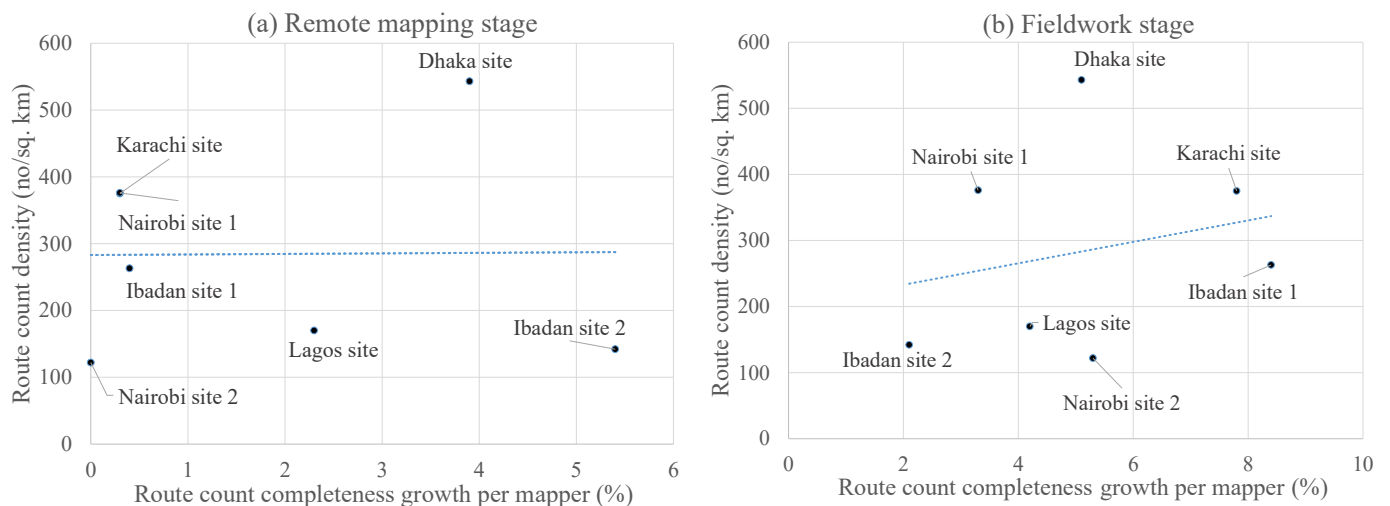 (a) Remote mapping stage
Route count density (no/sq. km)
600
500
400
300
200
100
0
Dhaka site
Karachi site
Nairobi site 1
Ibadan site 1
Ibadan site 2
Lagos site
Nairobi site 2
0 1 2 3 4 5 6
Route count completeness growth per mapper (%)
(b) Fieldwork stage
Route count density (no/sq. km)
600
500
400
300
200
100
0
Dhaka site
Nairobi site 1
Karachi site
Ibadan site 1
Lagos site
Ibadan site 2
Nairobi site 2
0 2 4 6 8 10
Route count completeness growth per mapper (%)